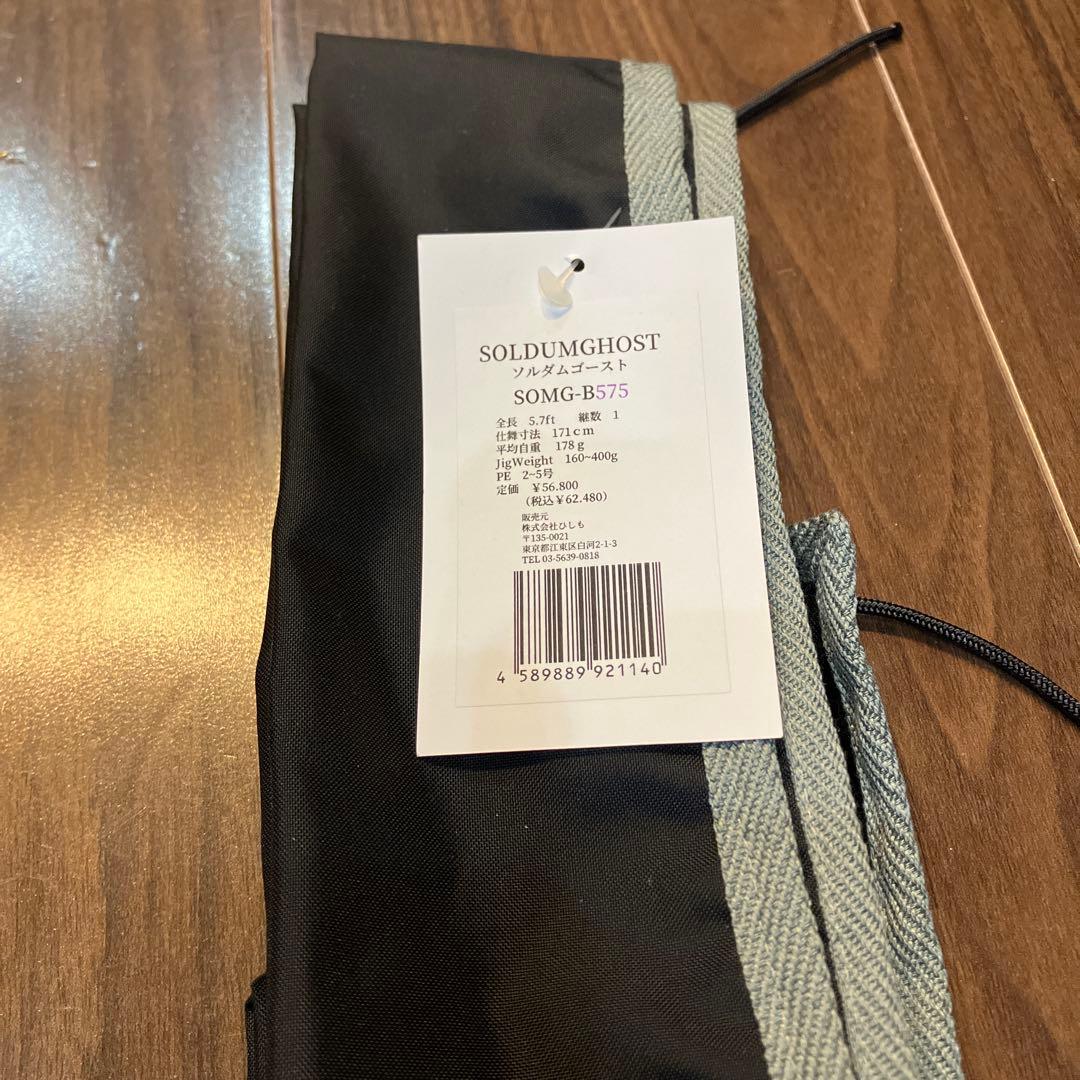 SOLDUMGHOST
ソルダムゴースト
SOMG-B575
全長 5.7ft 継数 1
仕舞寸法 171cm
平均自重 178g
JigWeight 160~400g
PE 2~5号
定価 ¥56.800
(税込¥62.480)
販売元
株式会社ひしも
〒135-0021
東京都江東区白河2-1-3
TEL 03-5639-0818
4 589889 921140